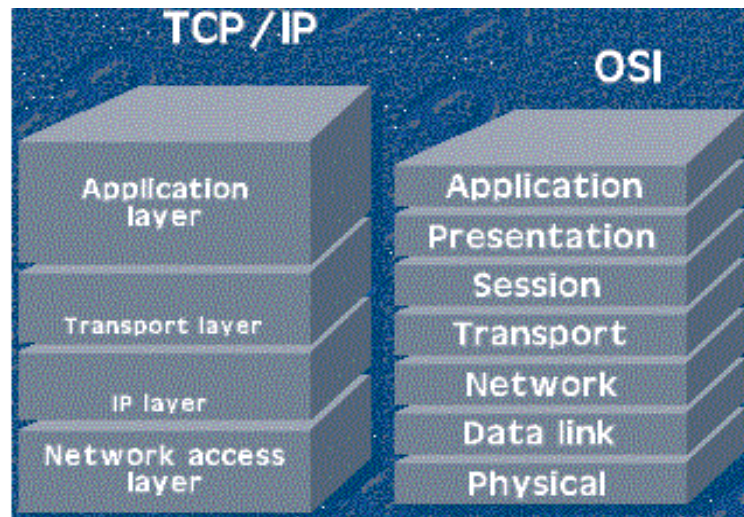 TCP/IP
Application
layer
Transport layer
IP layer
Network access
layer
OSI
Application
Presentation
Session
Transport
Network
Data link
Physical